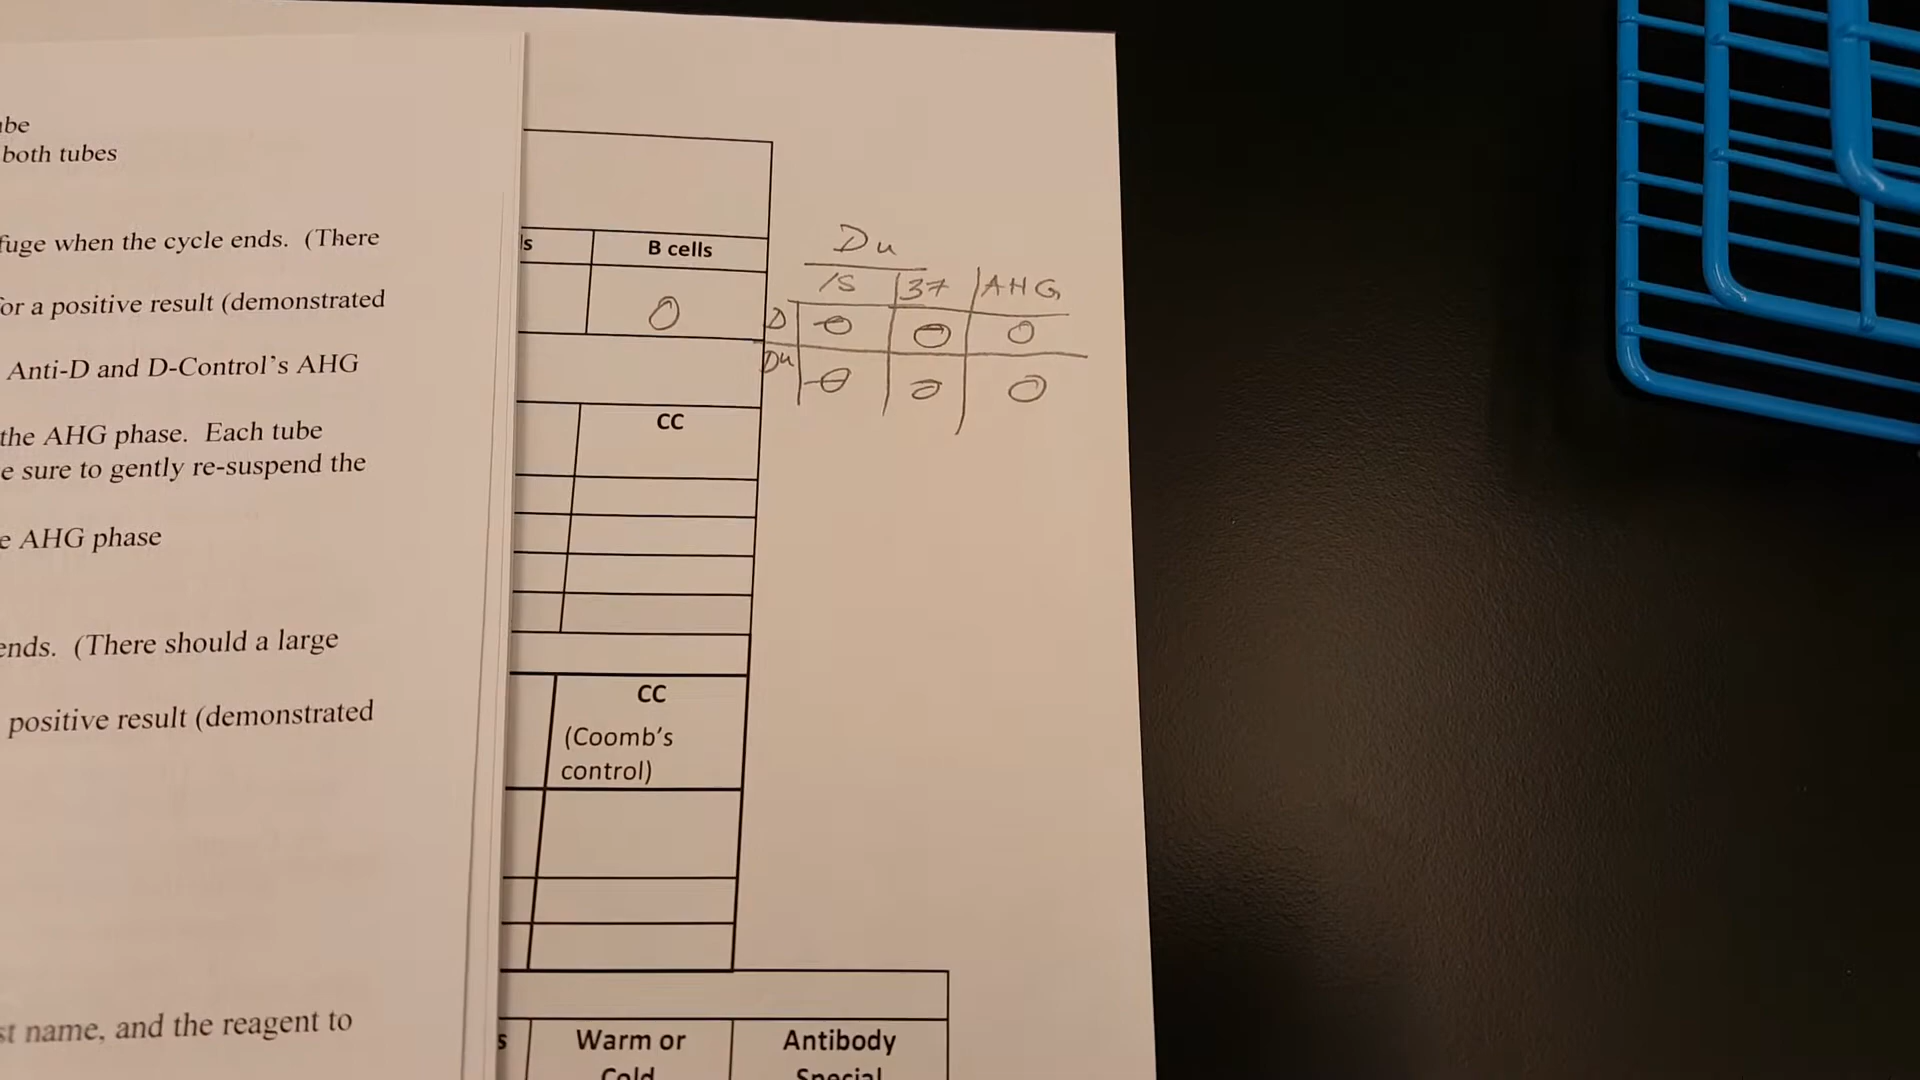 both tubes
fuge when the cycle ends. (There
or a positive result (demonstrated
Anti-D and D-Control's AHG
the AHG phase. Each tube
e sure to gently re-suspend the
e AHG phase
ends. (There should a large
positive result (demonstrated
st name, and the reagent to
ls B cells
O
CC
CC
(Coomb's
control)
s Warm or Antibody
Cold Special
Du
IS 37 AHG
D 0 0 0
Du 0 0 0